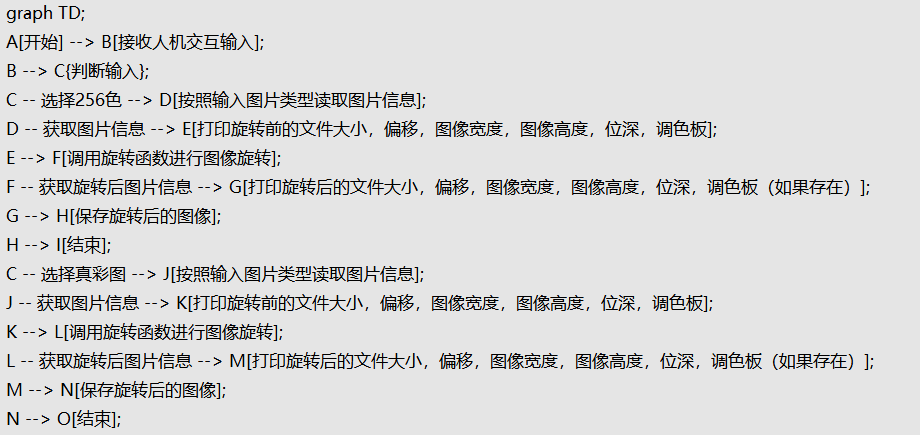 graph TD;
A[开始] --> B[接收人机交互输入];
B --> C{判断输入};
C -- 选择256色 --> D[按照输入图片类型读取图片信息];
D -- 获取图片信息 --> E[打印旋转前的文件大小，偏移，图像宽度，图像高度，位深，调色板];
E --> F[调用旋转函数进行图像旋转];
F -- 获取旋转后图片信息 --> G[打印旋转后的文件大小，偏移，图像宽度，图像高度，位深，调色板（如果存在）];
G --> H[保存旋转后的图像];
H --> I[结束];
C -- 选择真彩图 --> J[按照输入图片类型读取图片信息];
J -- 获取图片信息 --> K[打印旋转前的文件大小，偏移，图像宽度，图像高度，位深，调色板];
K --> L[调用旋转函数进行图像旋转];
L -- 获取旋转后图片信息 --> M[打印旋转后的文件大小，偏移，图像宽度，图像高度，位深，调色板（如果存在）];
M --> N[保存旋转后的图像];
N --> O[结束];